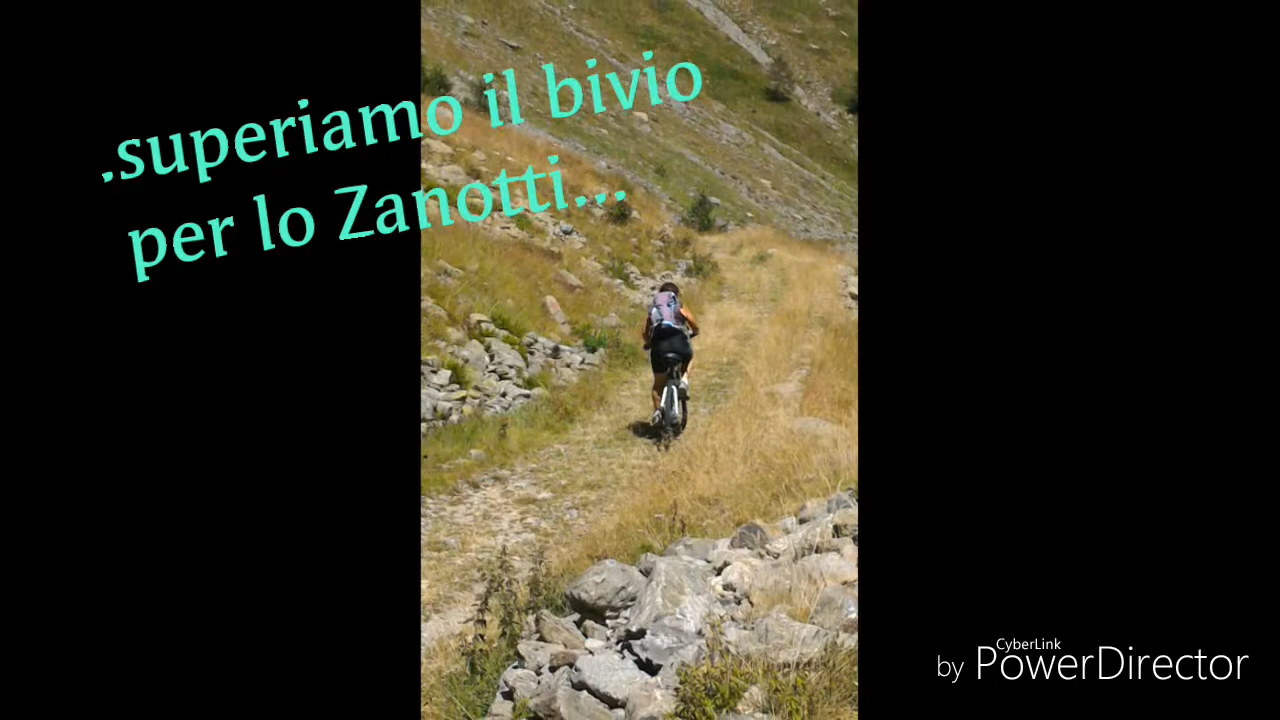 .superiamo il bivio
per lo Zanotti...
CyberLink
by PowerDirector